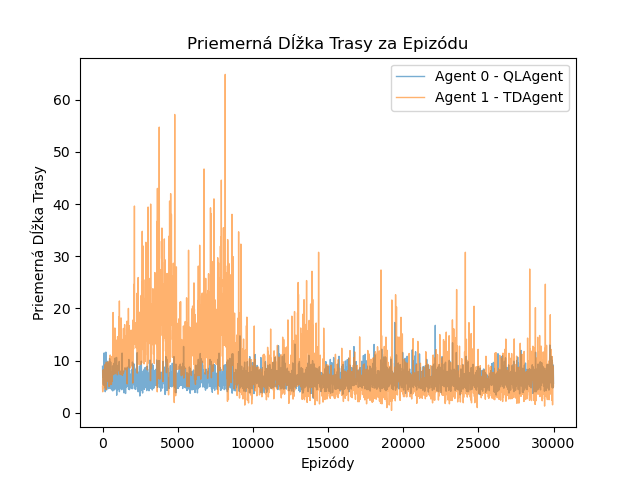 Priemerná Dĺžka Trasy za Epizódu
Agent 0 - QLAgent
Agent 1 - TDAgent
Priemerná Dĺžka Trasy
60
50
40
30
20
10
0
0 5000 10000 15000 20000 25000 30000
Epizódy